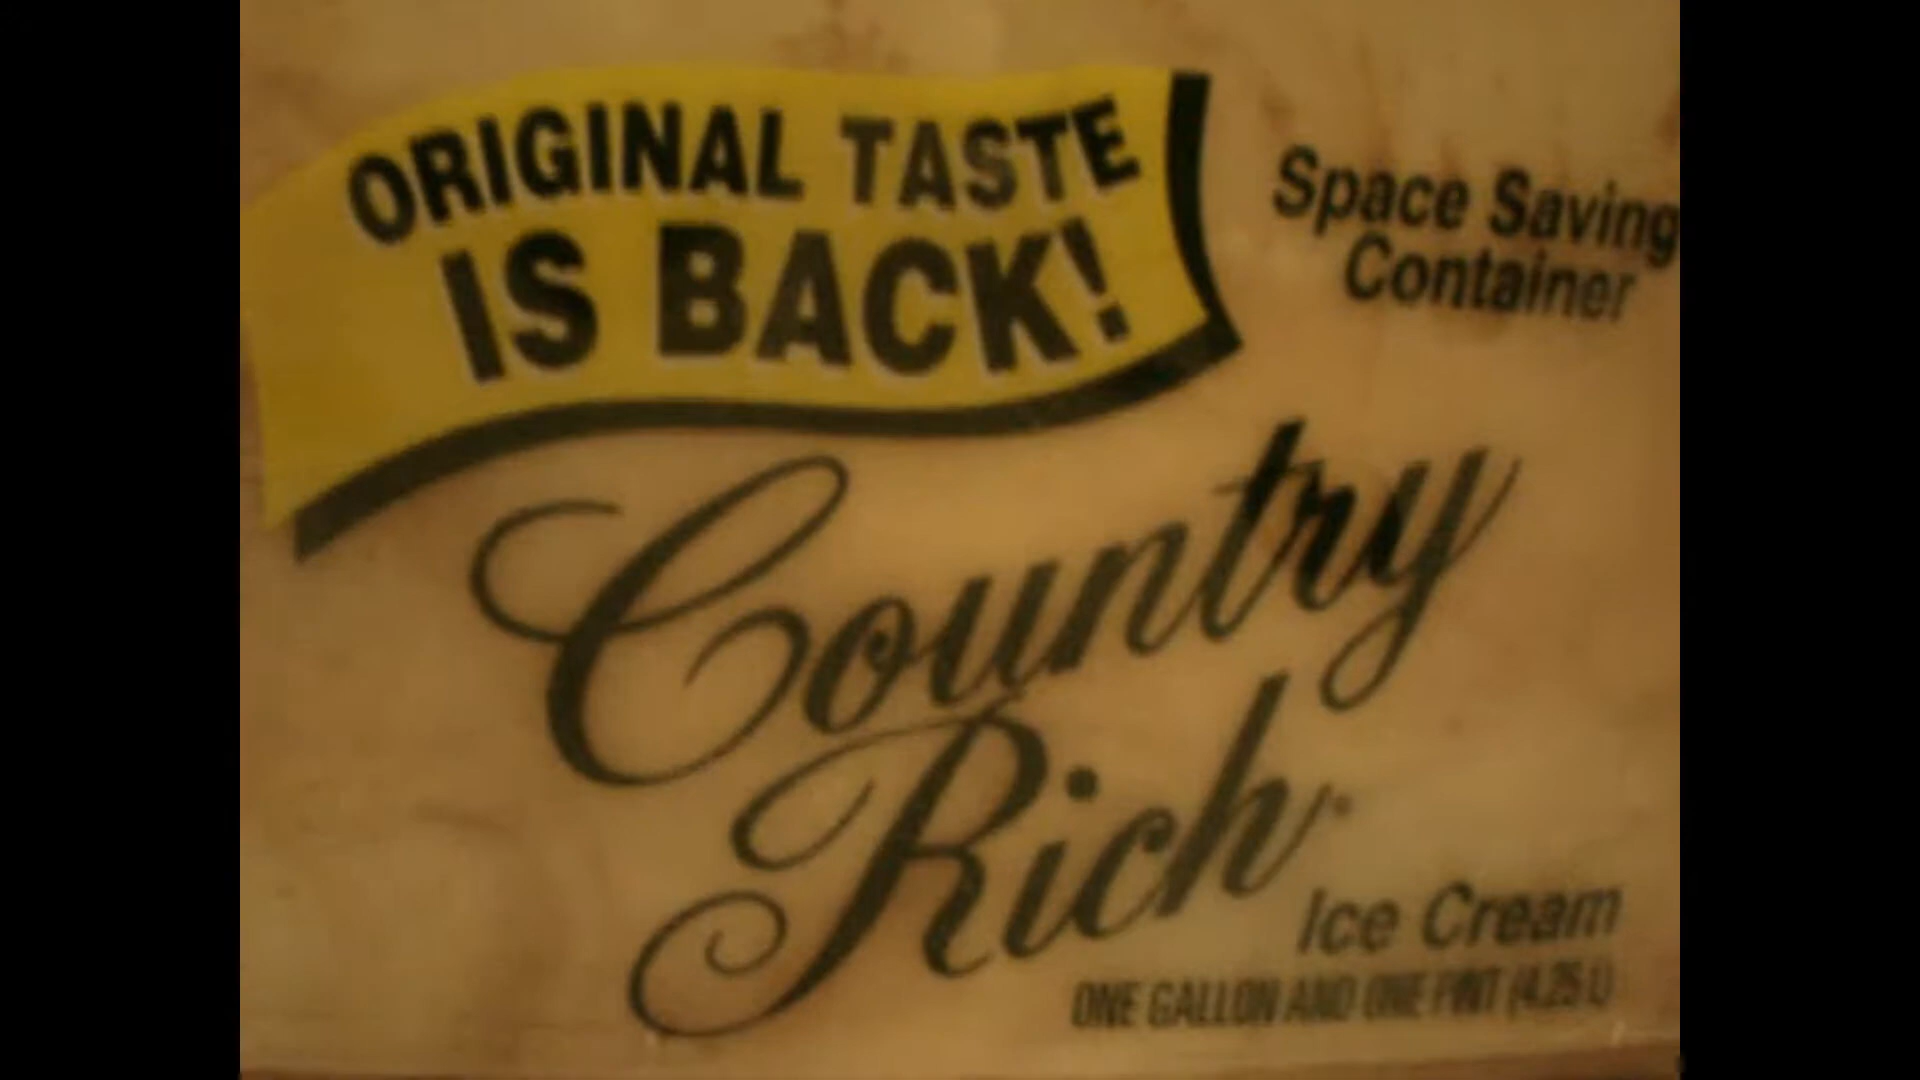 ORIGINAL TASTE
IS BACK!
Space Saving
Container
Country
Rich
Ice Cream
ONE GALLON AND ONE PINT (4.25 L)